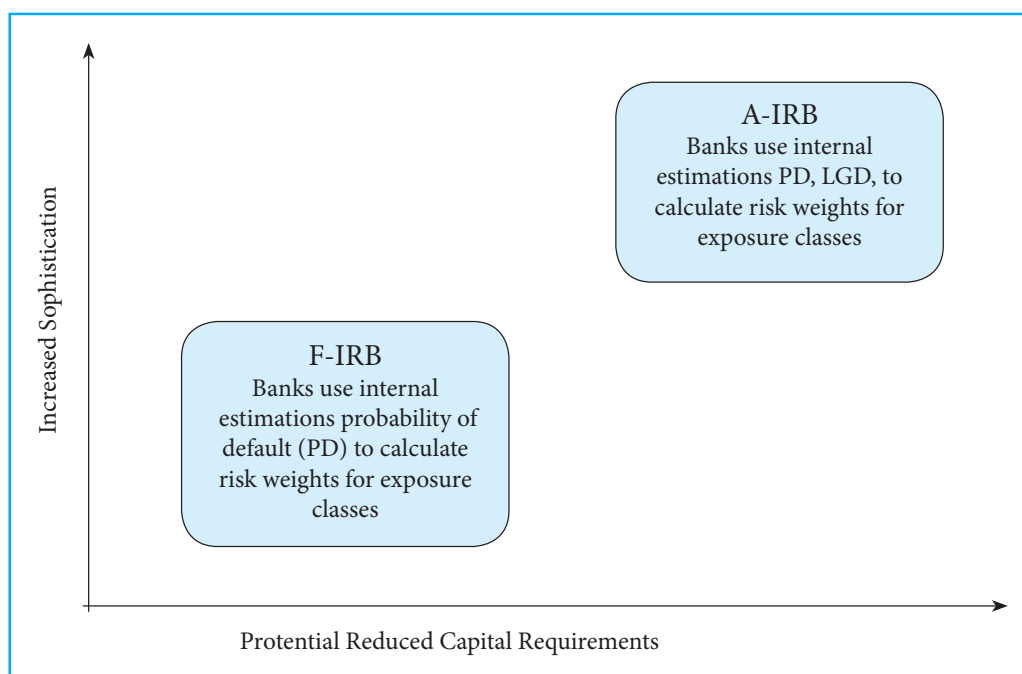 Increased Sophistication
A-IRB
Banks use internal
estimations PD, LGD, to
calculate risk weights for
exposure classes
F-IRB
Banks use internal
estimations probability of
default (PD) to calculate
risk weights for exposure
classes
Protential Reduced Capital Requirements